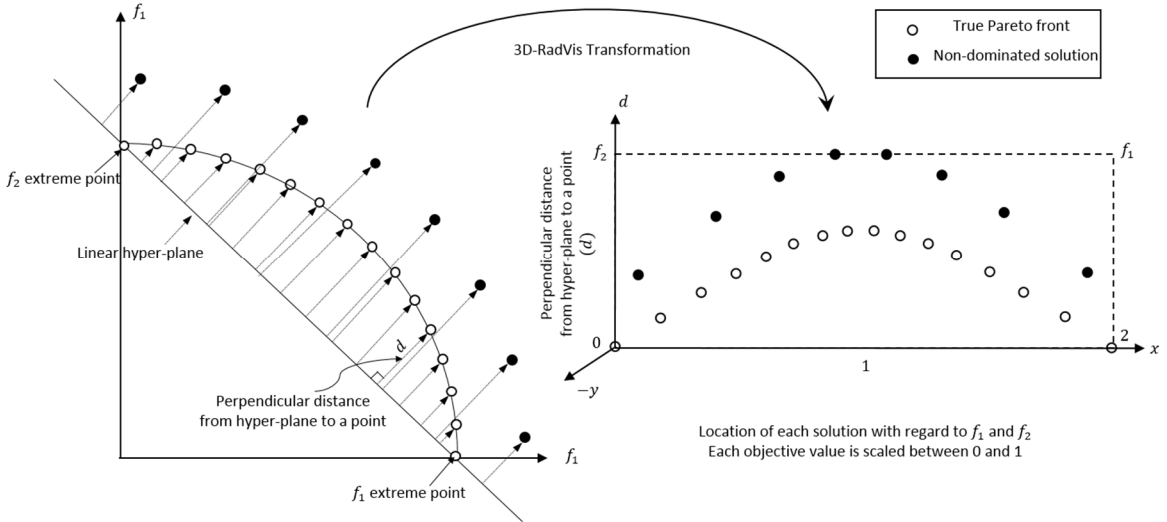 f₁
3D-RadVis Transformation
True Pareto front
Non-dominated solution
f₂ extreme point
Linear hyper-plane
d
Perpendicular distance
from hyper-plane to a point
f₁
f₁ extreme point
d
f₂
f₁
Perpendicular distance
from hyper-plane to a point
(d)
0
2
x
1
−y
Location of each solution with regard to f₁ and f₂
Each objective value is scaled between 0 and 1